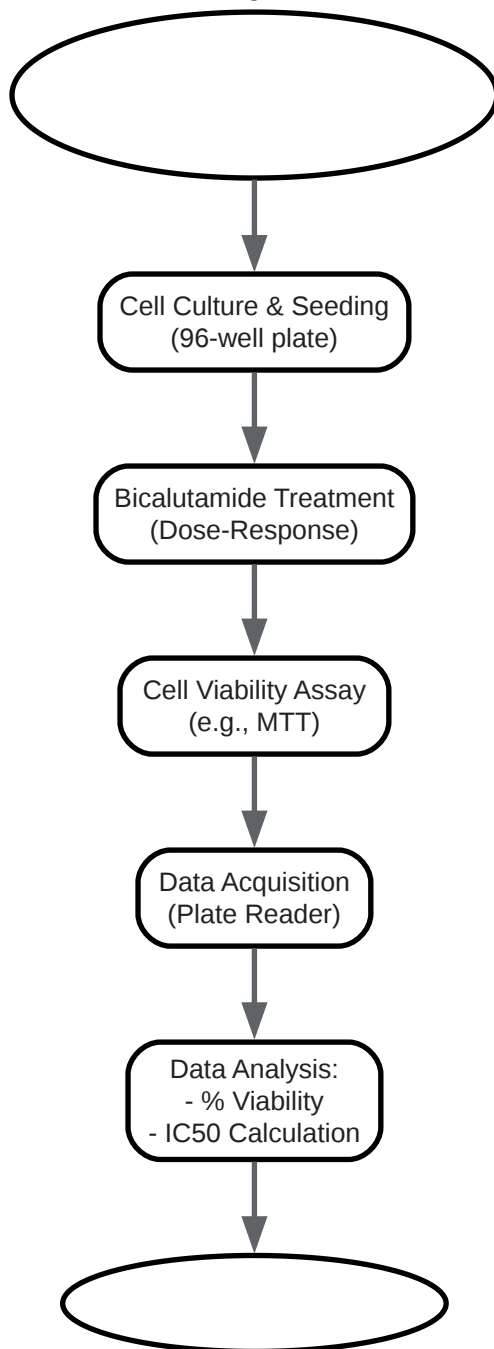 Cell Culture & Seeding
(96-well plate)
Bicalutamide Treatment
(Dose-Response)
Cell Viability Assay
(e.g., MTT)
Data Acquisition
(Plate Reader)
Data Analysis:
- % Viability
- IC50 Calculation